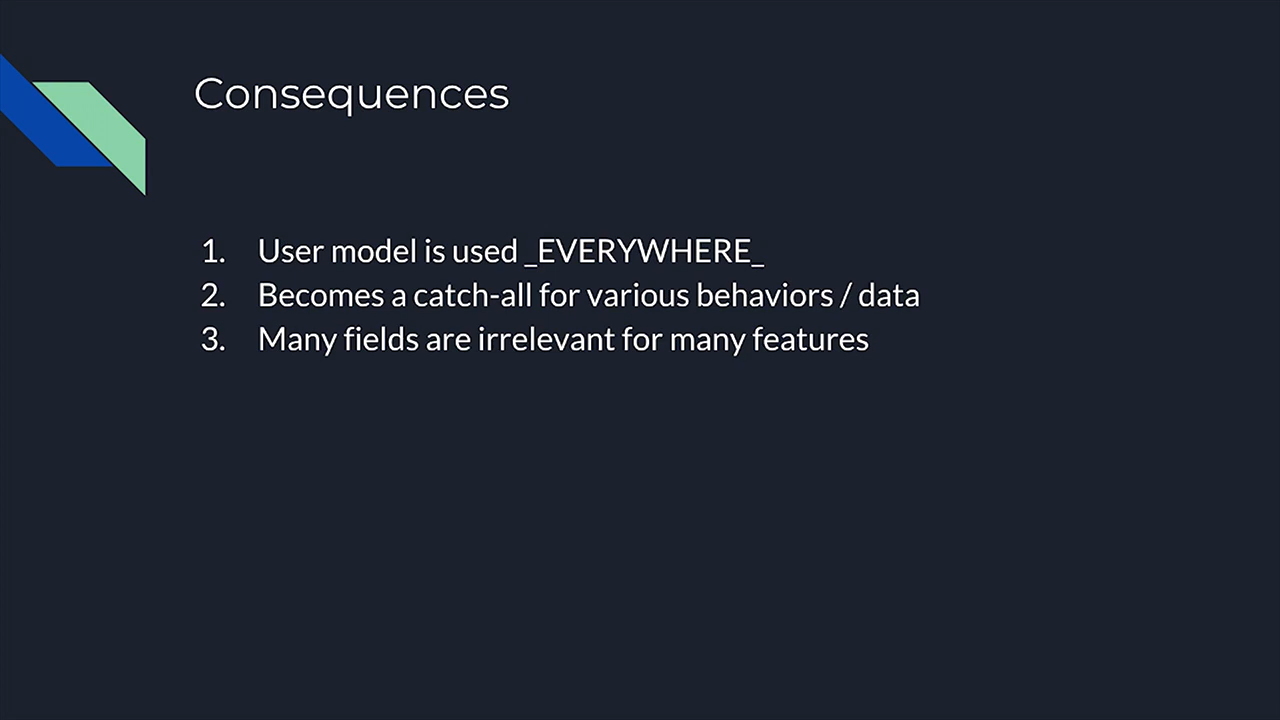 Consequences
1. User model is used _EVERYWHERE_
2. Becomes a catch-all for various behaviors / data
3. Many fields are irrelevant for many features